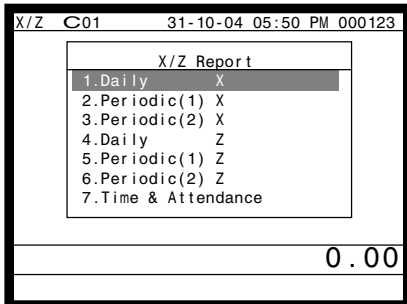 X/Z C01 31-10-04 05:50 PM 000123
X/Z Report
1.Daily X
2.Periodic(1) X
3.Periodic(2) X
4.Daily Z
5.Periodic(1) Z
6.Periodic(2) Z
7.Time & Attendance
0.00